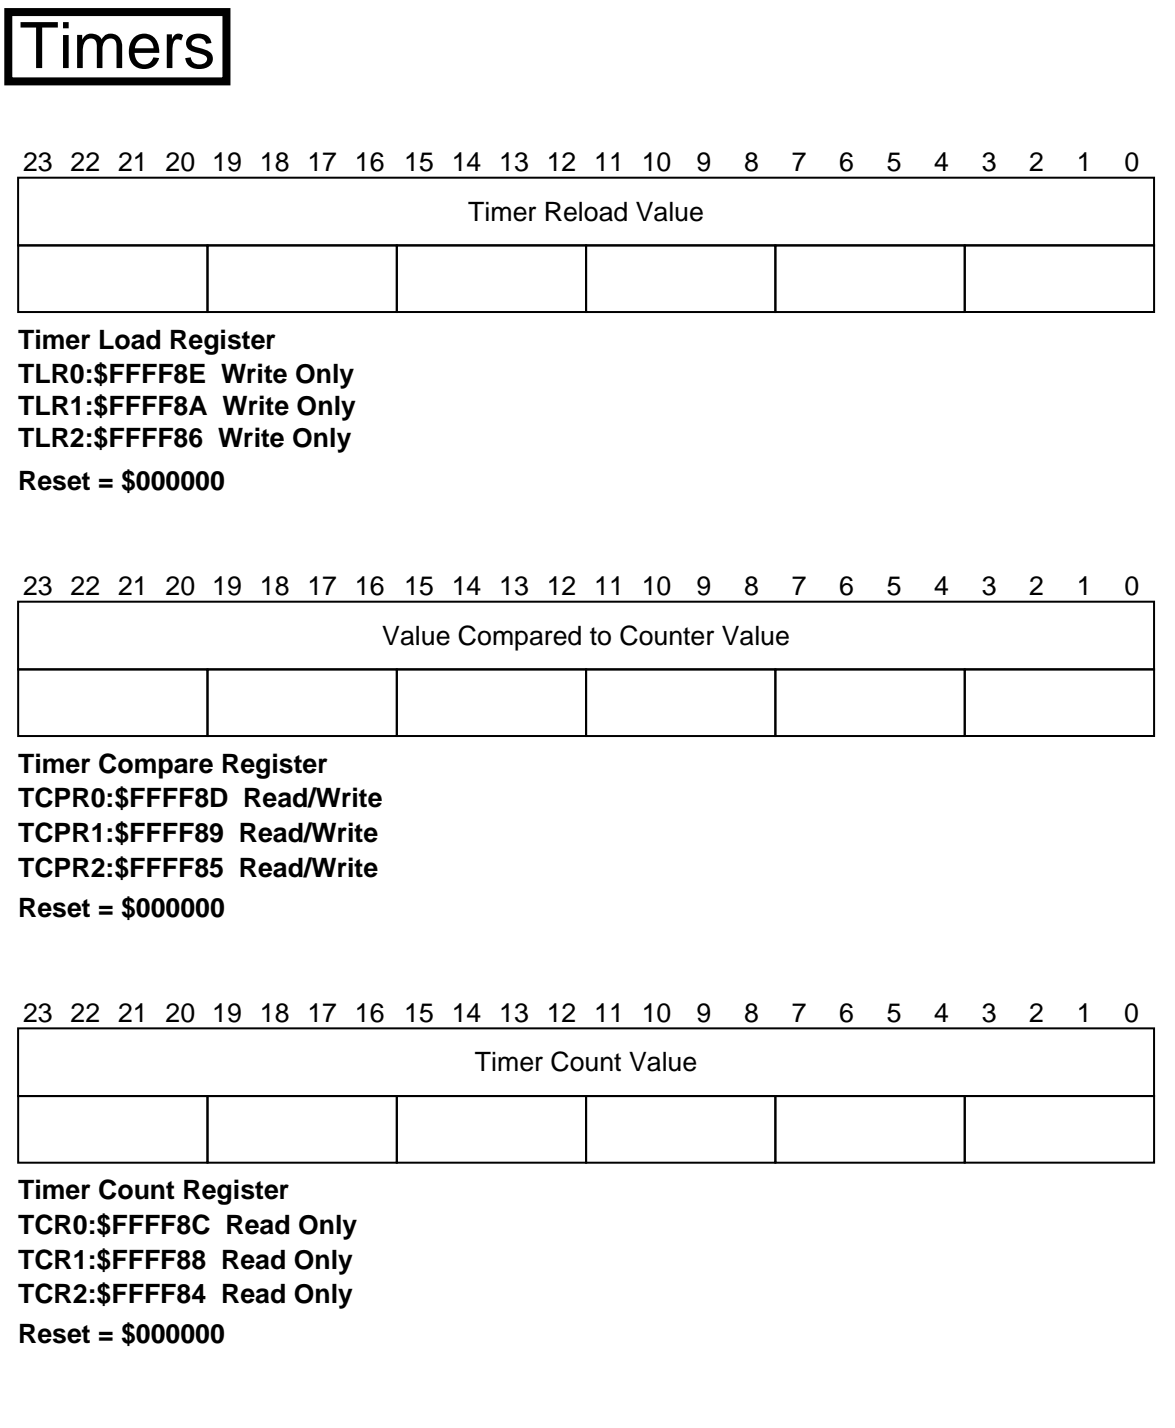 Timers
23 22 21 20 19 18 17 16 15 14 13 12 11 10 9 8 7 6 5 4 3 2 1 0
Timer Reload Value
Timer Load Register
TLR0:$FFFF8E Write Only
TLR1:$FFFF8A Write Only
TLR2:$FFFF86 Write Only
Reset = $000000
23 22 21 20 19 18 17 16 15 14 13 12 11 10 9 8 7 6 5 4 3 2 1 0
Value Compared to Counter Value
Timer Compare Register
TCPR0:$FFFF8D Read/Write
TCPR1:$FFFF89 Read/Write
TCPR2:$FFFF85 Read/Write
Reset = $000000
23 22 21 20 19 18 17 16 15 14 13 12 11 10 9 8 7 6 5 4 3 2 1 0
Timer Count Value
Timer Count Register
TCR0:$FFFF8C Read Only
TCR1:$FFFF88 Read Only
TCR2:$FFFF84 Read Only
Reset = $000000